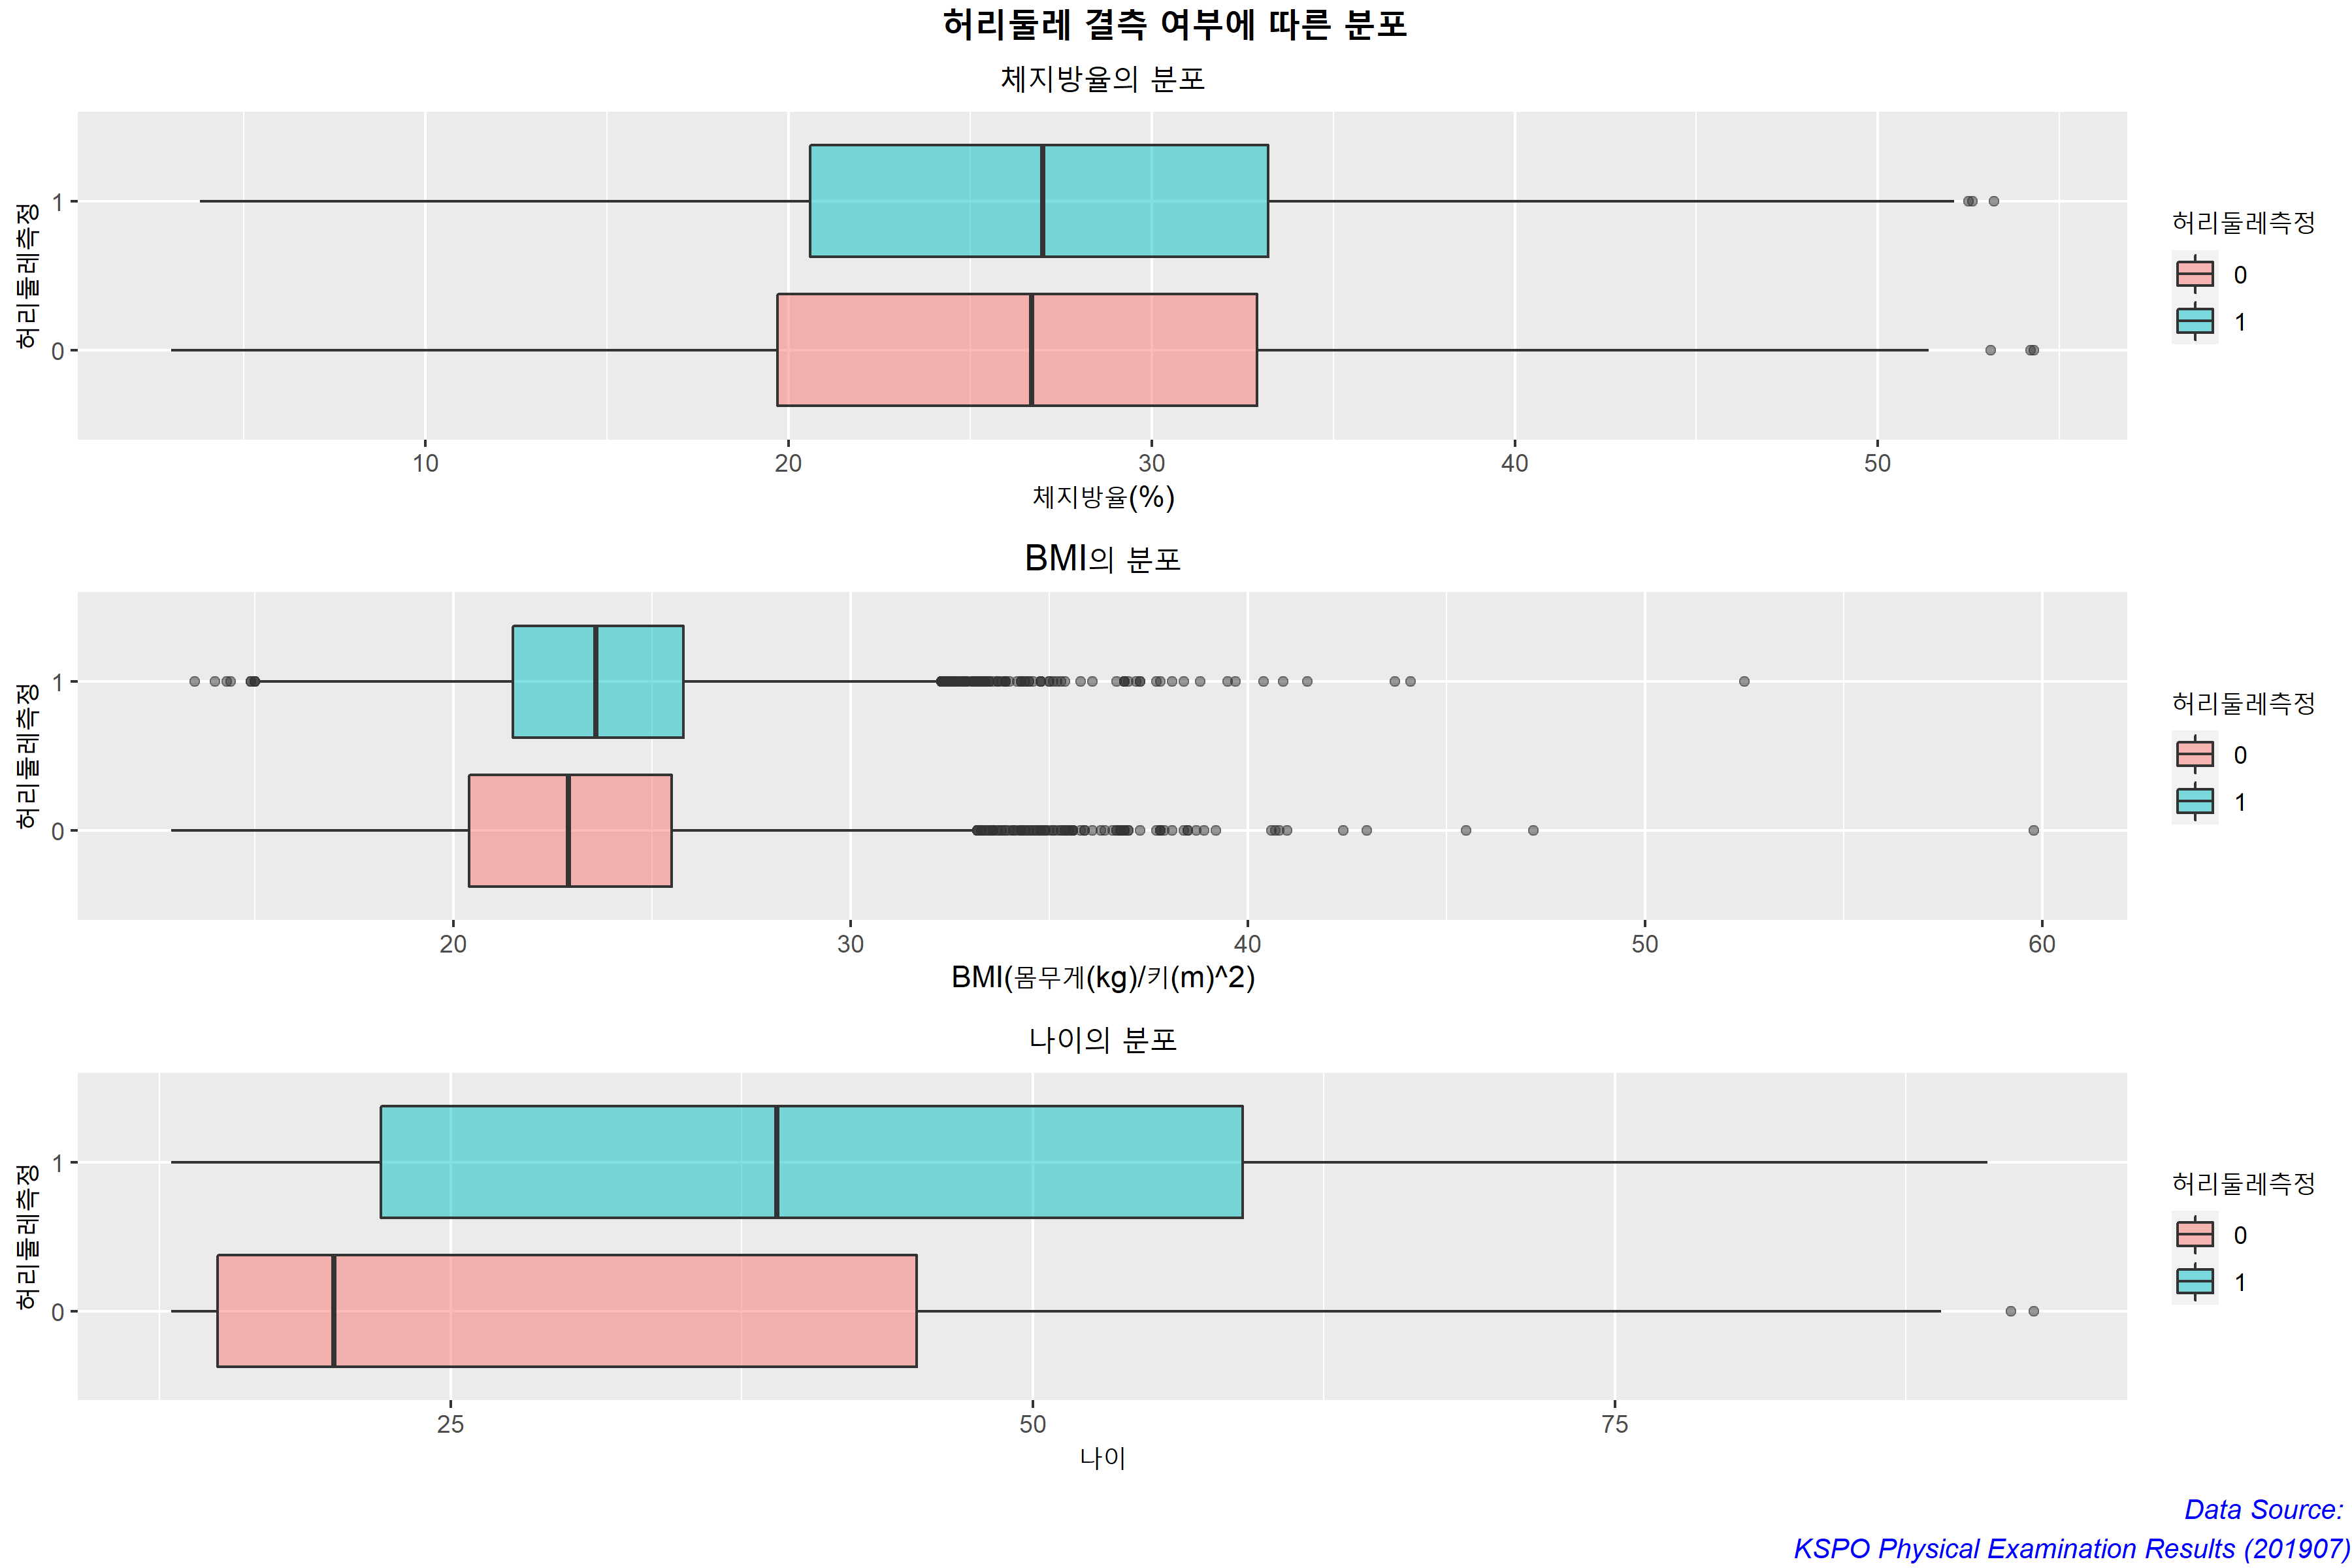 허리둘레 결측 여부에 따른 분포
체지방율의 분포
허리둘레측정
1
0
10 20 30 40 50
체지방율(%)
허리둘레측정
0
1
BMI의 분포
허리둘레측정
1
0
20 30 40 50 60
BMI(몸무게(kg)/키(m)^2)
허리둘레측정
0
1
나이의 분포
허리둘레측정
1
0
25 50 75
나이
허리둘레측정
0
1
Data Source:
KSPO Physical Examination Results (201907)